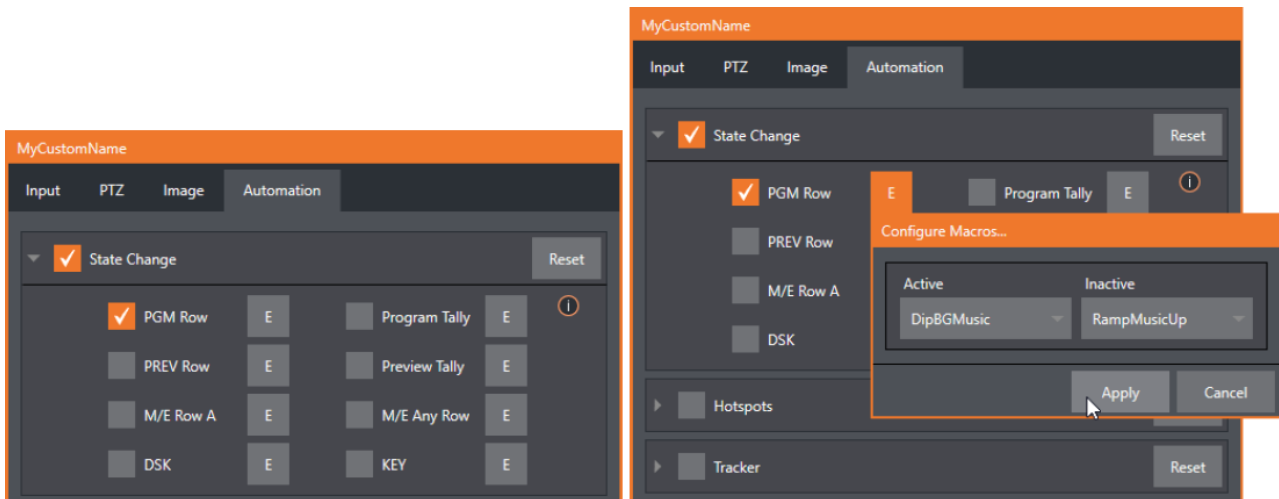 MyCustomName
Input PTZ Image Automation
State Change Reset
PGM Row E Program Tally E
PREV Row E Preview Tally E
M/E Row A E M/E Any Row E
DSK E KEY E
MyCustomName
Input PTZ Image Automation
State Change Reset
PGM Row E Program Tally E
PREV Row
M/E Row A
DSK
Configure Macros...
Active Inactive
DipBGMusic RampMusicUp
Apply Cancel
Hotspots
Tracker Reset